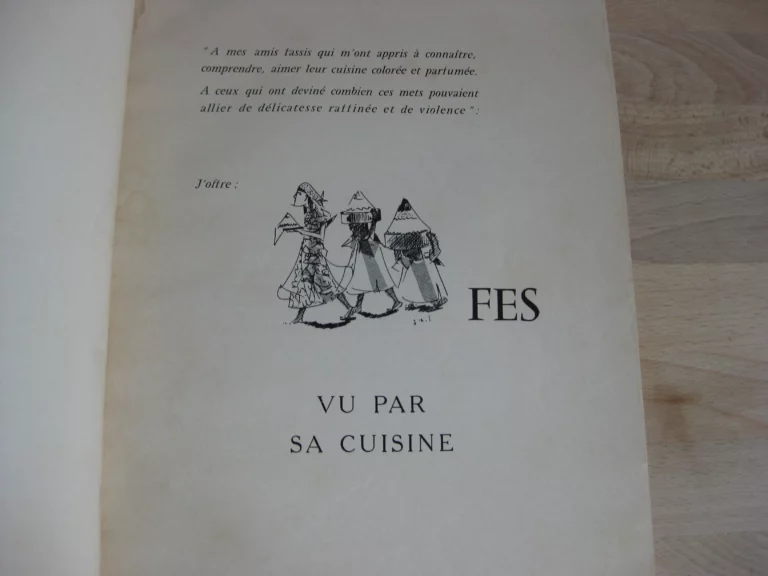 "A mes amis fassis qui m'ont appris à connaître,
comprendre, aimer leur cuisine colorée et parfumée.
A ceux qui ont deviné combien ces mets pouvaient
allier de délicatesse raffinée et de violence":
J'offre :
FES
VU PAR
SA CUISINE